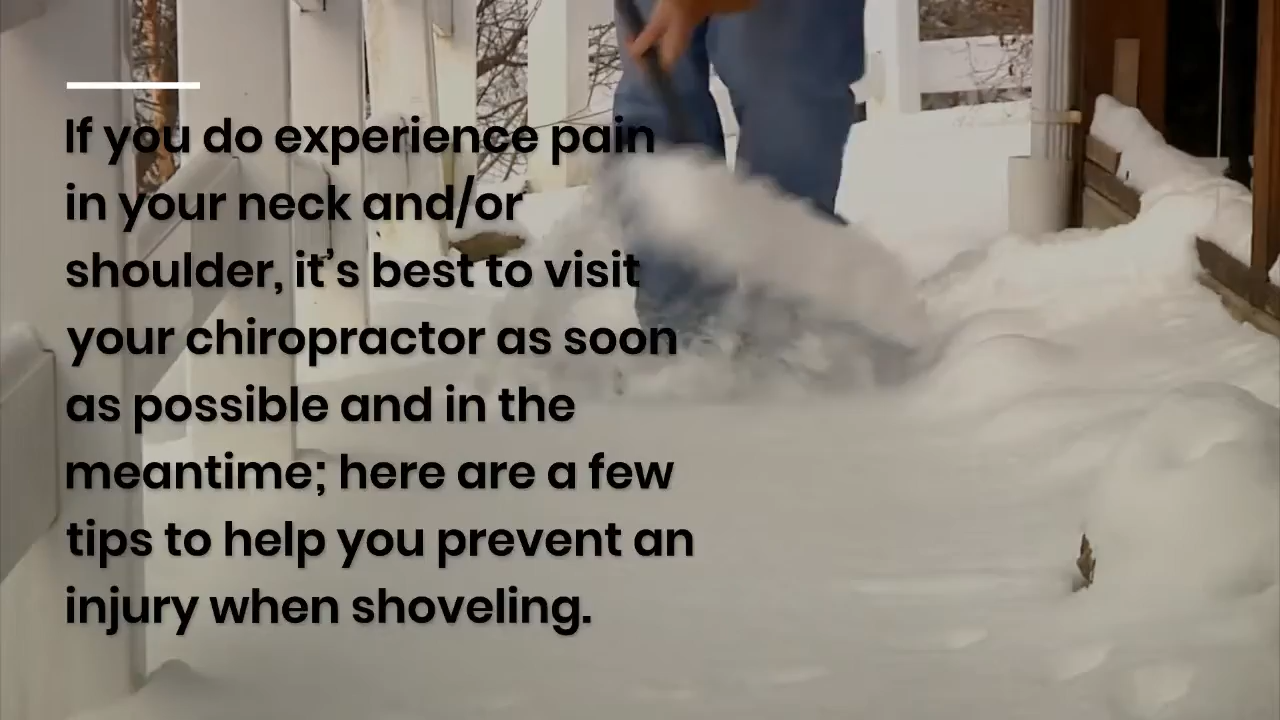 If you do experience pain
in your neck and/or
shoulder, it's best to visit
your chiropractor as soon
as possible and in the
meantime; here are a few
tips to help you prevent an
injury when shoveling.